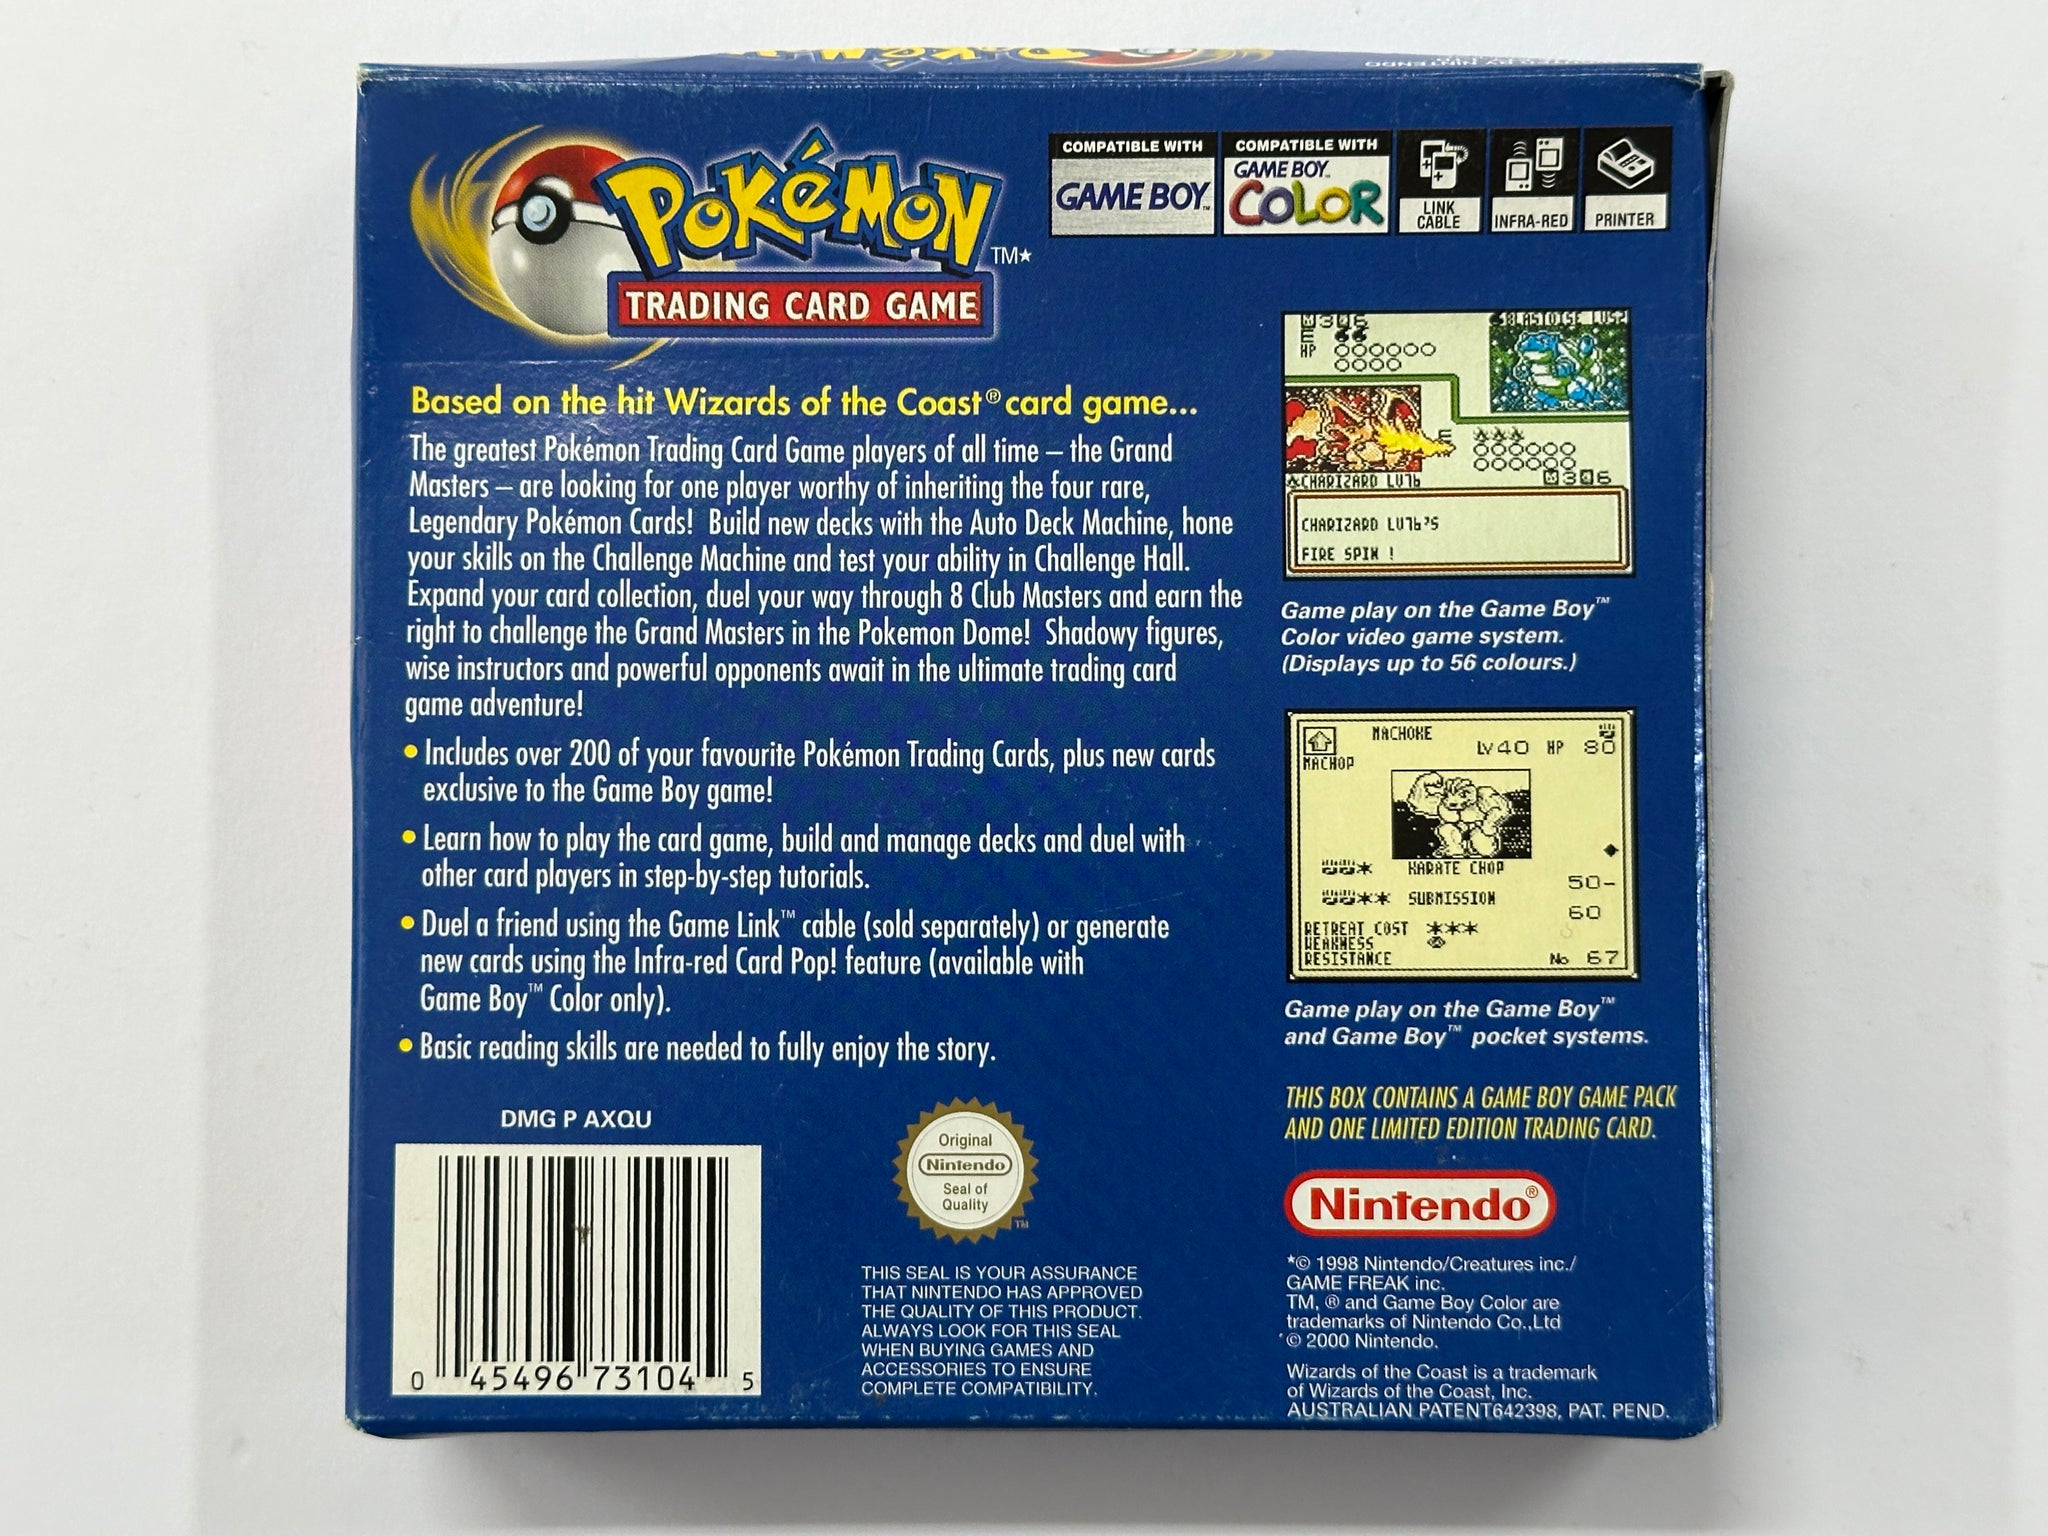 Pokémon
POKéMON TM★
TRADING CARD GAME
COMPATIBLE WITH
GAME BOY™
COMPATIBLE WITH
GAME BOY™
COLOR
LINK
CABLE
INFRA-RED
PRINTER
Based on the hit Wizards of the Coast® card game...
The greatest Pokémon Trading Card Game players of all time – the Grand
Masters – are looking for one player worthy of inheriting the four rare,
Legendary Pokémon Cards! Build new decks with the Auto Deck Machine, hone
your skills on the Challenge Machine and test your ability in Challenge Hall.
Expand your card collection, duel your way through 8 Club Masters and earn the
right to challenge the Grand Masters in the Pokemon Dome! Shadowy figures,
wise instructors and powerful opponents await in the ultimate trading card
game adventure!
• Includes over 200 of your favourite Pokémon Trading Cards, plus new cards
exclusive to the Game Boy game!
• Learn how to play the card game, build and manage decks and duel with
other card players in step-by-step tutorials.
• Duel a friend using the Game Link™ cable (sold separately) or generate
new cards using the Infra-red Card Pop! feature (available with
Game Boy™ Color only).
• Basic reading skills are needed to fully enjoy the story.
DMG P AXQU
0 45496 73104 5
Original
Nintendo
Seal of
Quality
TM
THIS SEAL IS YOUR ASSURANCE
THAT NINTENDO HAS APPROVED
THE QUALITY OF THIS PRODUCT.
ALWAYS LOOK FOR THIS SEAL
WHEN BUYING GAMES AND
ACCESSORIES TO ENSURE
COMPLETE COMPATIBILITY.
BLASTOISE LV52
E
HP
E
CHARIZARD LV76
CHARIZARD LV76'S
FIRE SPIN !
Game play on the Game Boy™
Color video game system.
(Displays up to 56 colours.)
MACHOKE
LV40 HP 80
MACHOP
KARATE CHOP
50-
SUBMISSION
60
RETREAT COST
WEAKNESS
RESISTANCE
No 67
Game play on the Game Boy™
and Game Boy™ pocket systems.
THIS BOX CONTAINS A GAME BOY GAME PACK
AND ONE LIMITED EDITION TRADING CARD.
Nintendo®
*© 1998 Nintendo/Creatures inc./
GAME FREAK inc.
TM, ® and Game Boy Color are
trademarks of Nintendo Co.,Ltd
© 2000 Nintendo.
Wizards of the Coast is a trademark
of Wizards of the Coast, Inc.
AUSTRALIAN PATENT642398, PAT. PEND.